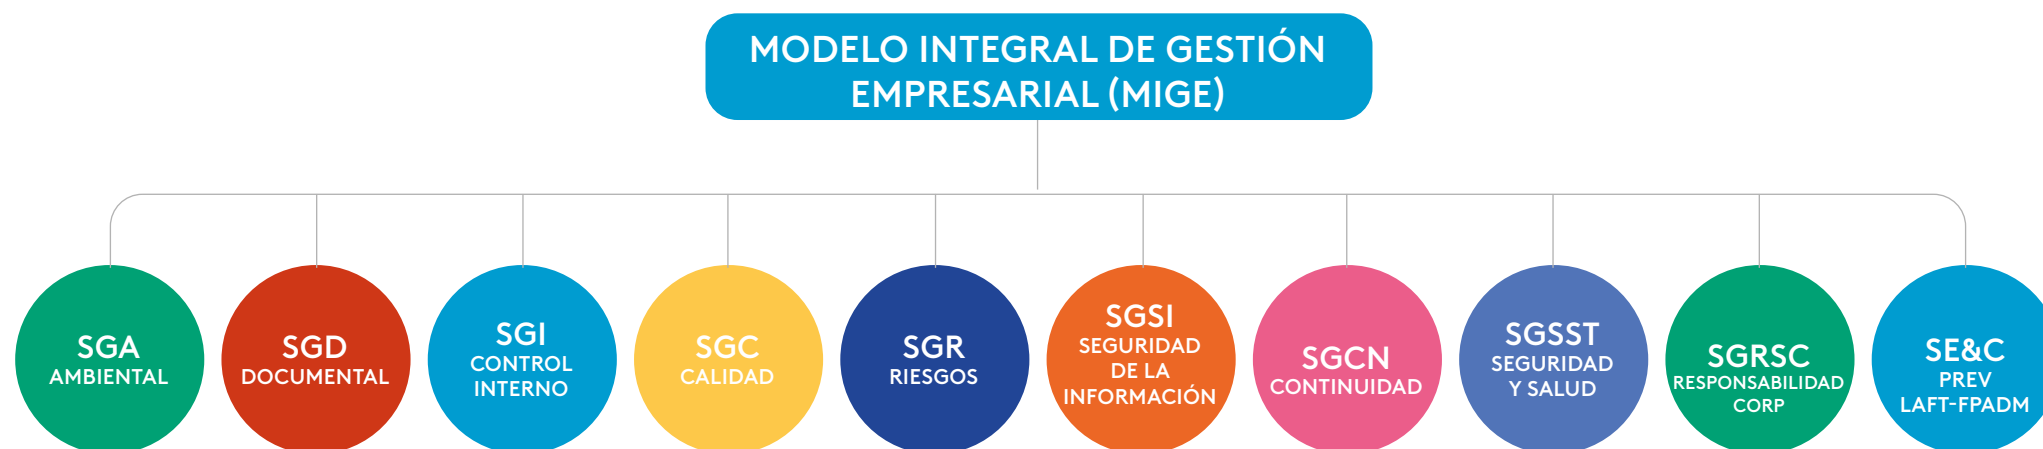 MODELO INTEGRAL DE GESTIÓN
EMPRESARIAL (MIGE)
SGA
AMBIENTAL
SGD
DOCUMENTAL
SGI
CONTROL
INTERNO
SGC
CALIDAD
SGR
RIESGOS
SGSI
SEGURIDAD
DE LA
INFORMACIÓN
SGCN
CONTINUIDAD
SGSST
SEGURIDAD
Y SALUD
SGRSC
RESPONSABILIDAD
CORP
SE&C
PREV
LAFT-FPADM